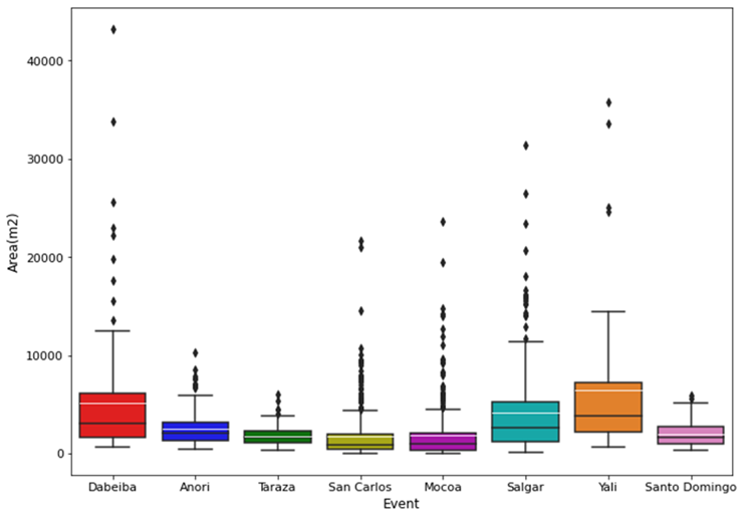 40000
30000
20000
10000
0
Area(m2)
Dabeiba Anori Taraza San Carlos Mocoa Salgar Yali Santo Domingo
Event